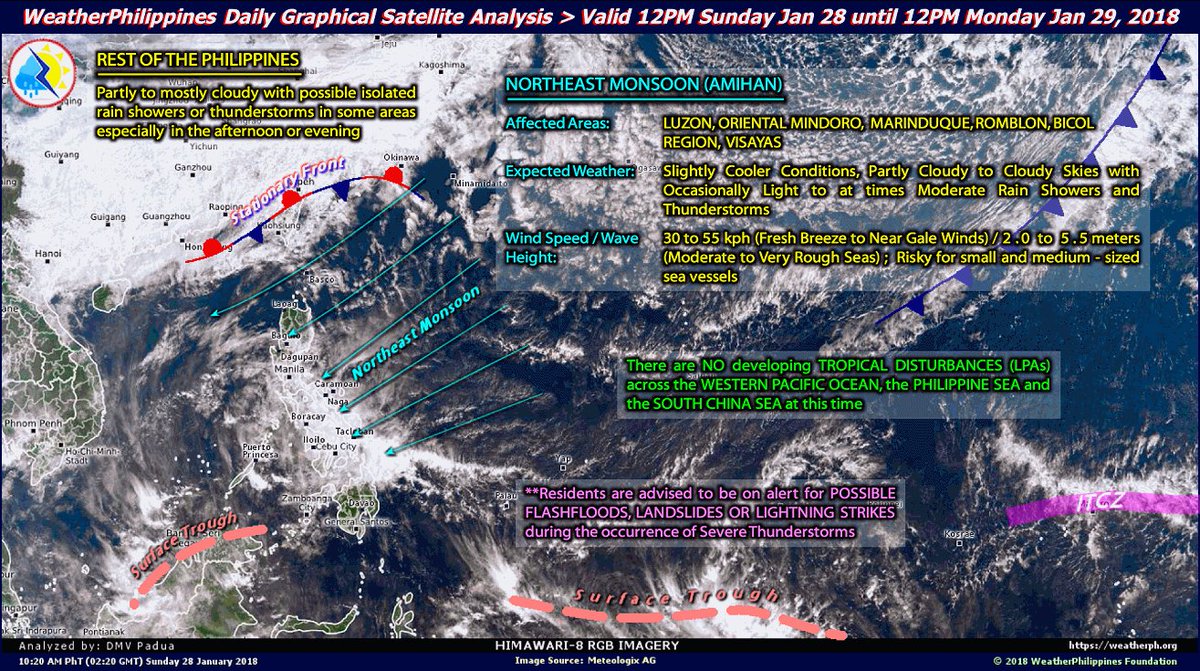 WeatherPhilippines Daily Graphical Satellite Analysis > Valid 12PM Sunday Jan 28 until 12PM Monday Jan 29, 2018
REST OF THE PHILIPPINES
Partly to mostly cloudy with possible isolated
rain showers or thunderstorms in some areas
especially in the afternoon or evening
NORTHEAST MONSOON (AMIHAN)
Affected Areas: LUZON, ORIENTAL MINDORO, MARINDUQUE, ROMBLON, BICOL
REGION, VISAYAS
Expected Weather: Slightly Cooler Conditions, Partly Cloudy to Cloudy Skies with
Occasionally Light to at times Moderate Rain Showers and
Thunderstorms
Wind Speed / Wave 30 to 55 kph (Fresh Breeze to Near Gale Winds) / 2 . 0 to 5 . 5 meters
Height: (Moderate to Very Rough Seas) ; Risky for small and medium - sized
sea vessels
There are NO developing TROPICAL DISTURBANCES (LPAs)
across the WESTERN PACIFIC OCEAN, the PHILIPPINE SEA and
the SOUTH CHINA SEA at this time
**Residents are advised to be on alert for POSSIBLE
FLASHFLOODS, LANDSLIDES OR LIGHTNING STRIKES
during the occurrence of Severe Thunderstorms
Jeju
Kagoshima
Yichun
Guiyang
Ganzhou
Okinawa
Minamidaito
Stationary Front
Guigang
Guangzhou
Hanoi
Basco
Laoag
Baguio
Dagupan
Manila
Northeast Monsoon
Caramoan
Naga
Boracay
Tacloban
Iloilo
Cebu City
Phnom Penh
Ho-Chi-Minh-
Stadt
Puerto
Princesa
Yap
Palau
Zamboanga
City
Davao
General Santos
ITCZ
Kosrae
Surface Trough
Surface Trough
Pontianak
Analyzed by: DMV Padua
HIMAWARI-8 RGB IMAGERY
https://weatherph.org
10:20 AM PhT (02:20 GMT) Sunday 28 January 2018
Image Source: Meteologix AG
© 2018 WeatherPhilippines Foundation